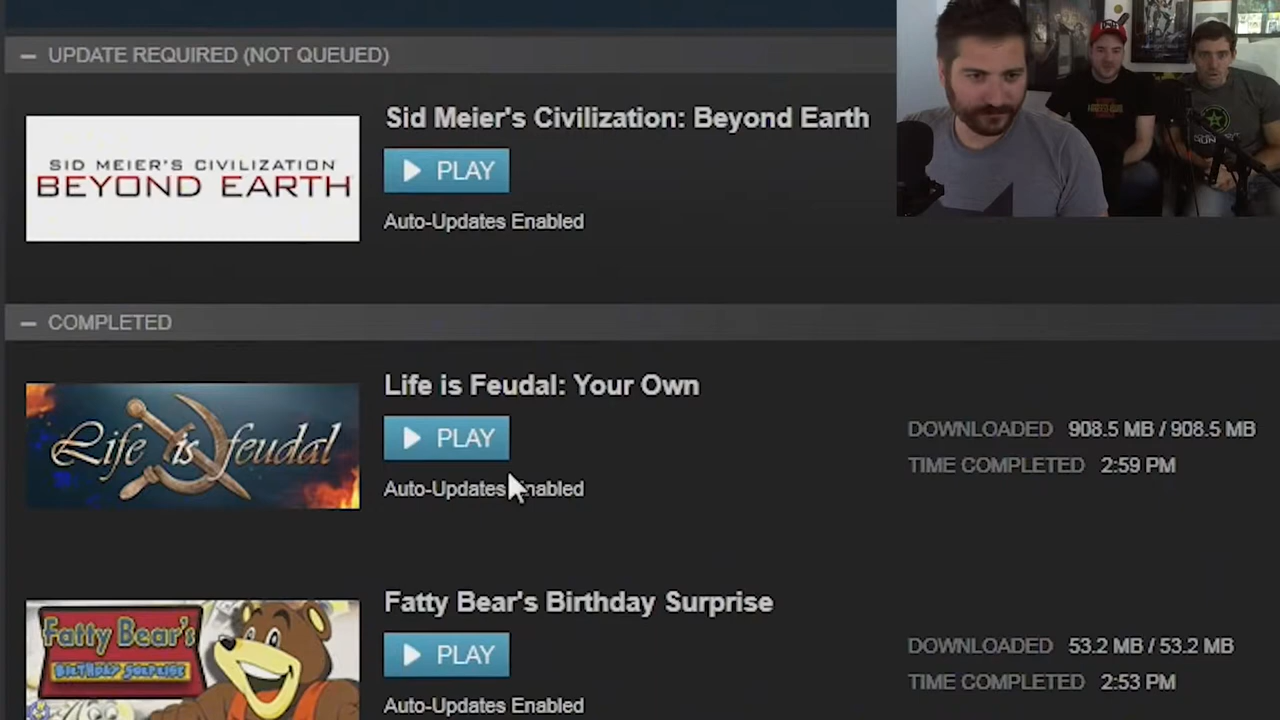 UPDATE REQUIRED (NOT QUEUED)
Sid Meier's Civilization: Beyond Earth
SID MEIER'S CIVILIZATION
BEYOND EARTH
PLAY
Auto-Updates Enabled
COMPLETED
Life is Feudal: Your Own
Life is feudal
PLAY
DOWNLOADED 908.5 MB / 908.5 MB
TIME COMPLETED 2:59 PM
Auto-Updates Enabled
Fatty Bear's Birthday Surprise
Fatty Bear's
BIRTHDAY SURPRISE
PLAY
DOWNLOADED 53.2 MB / 53.2 MB
TIME COMPLETED 2:53 PM
Auto-Updates Enabled